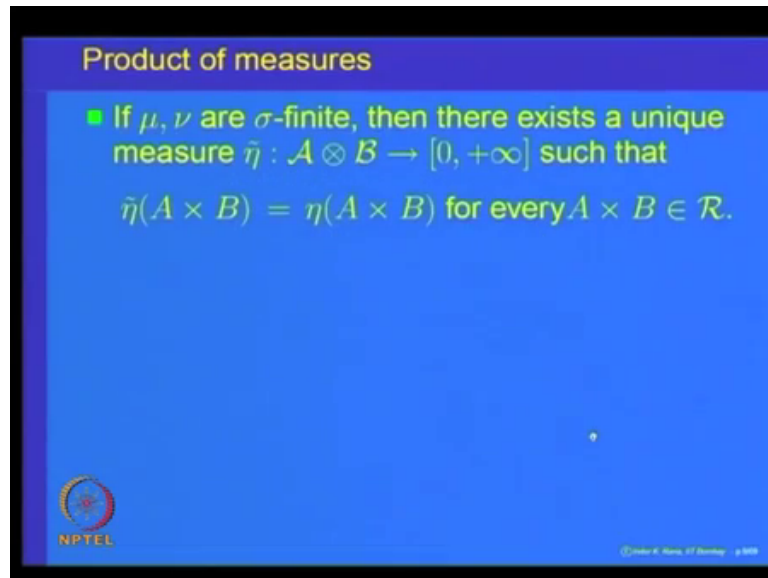 Product of measures
If μ, ν are σ-finite, then there exists a unique
measure η̃ : 𝒜 ⊗ ℬ → [0, +∞] such that
η̃(A × B) = η(A × B) for every A × B ∈ ℛ.
NPTEL